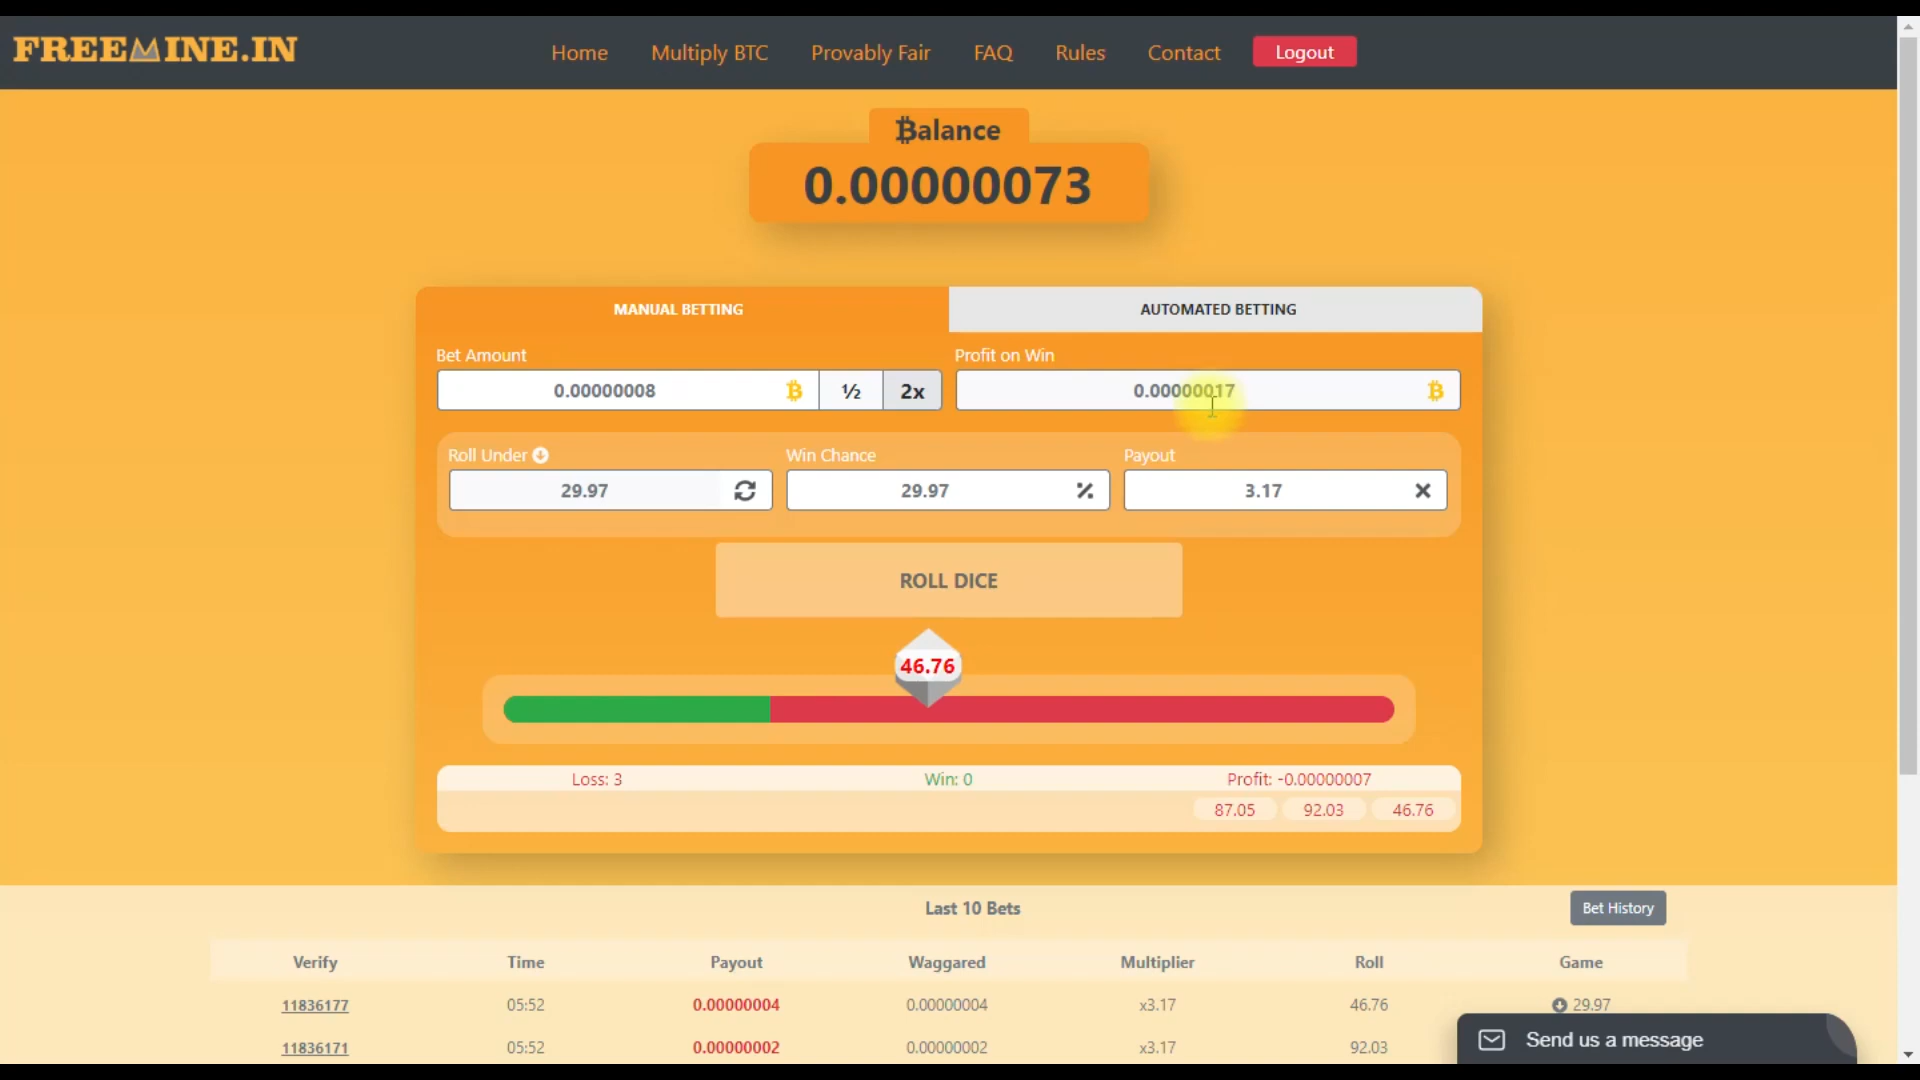 FREEMINE.IN
Home Multiply BTC Provably Fair FAQ Rules Contact Logout
Balance
0.00000073
MANUAL BETTING AUTOMATED BETTING
Bet Amount Profit on Win
0.00000008 ½ 2x 0.00000017
Roll Under Win Chance Payout
29.97 29.97 % 3.17
ROLL DICE
46.76
Loss: 3 Win: 0 Profit: -0.00000007
87.05 92.03 46.76
Last 10 Bets Bet History
Verify Time Payout Waggared Multiplier Roll Game
11836177 05:52 0.00000004 0.00000004 x3.17 46.76 29.97
11836171 05:52 0.00000002 0.00000002 x3.17 92.03
Send us a message